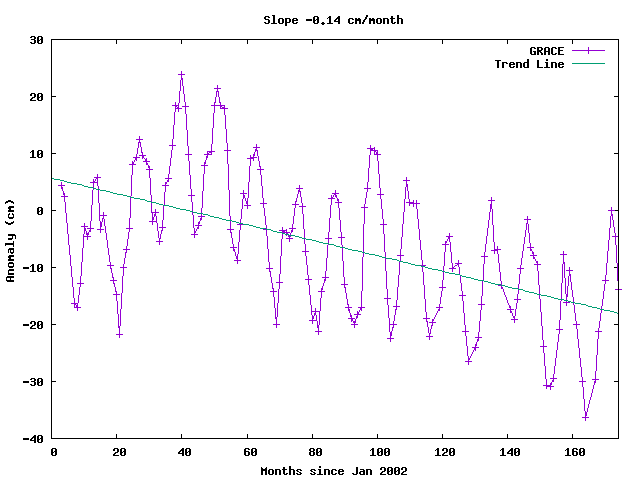 Slope -0.14 cm/month
GRACE
Trend Line
30
20
10
0
-10
-20
-30
-40
Anomaly (cm)
0 20 40 60 80 100 120 140 160
Months since Jan 2002